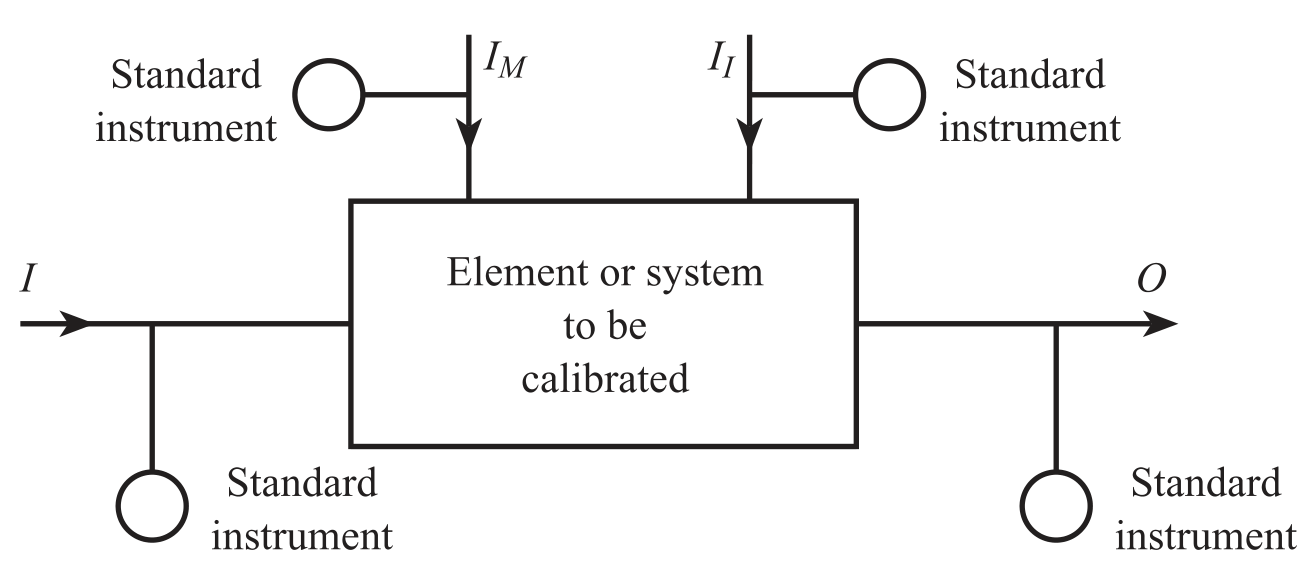 Standard
instrument
I_M
I_I
Standard
instrument
I
Element or system
to be
calibrated
O
Standard
instrument
Standard
instrument